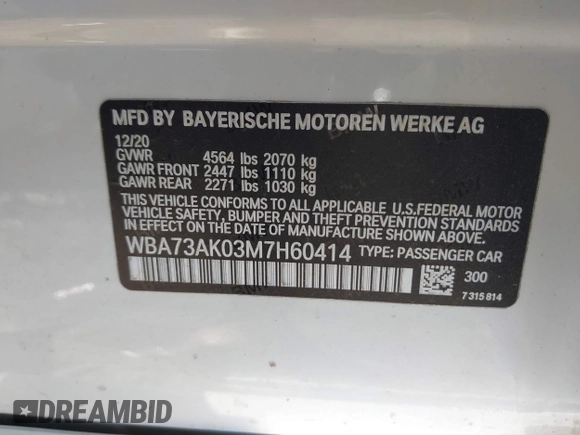 MFD BY BAYERISCHE MOTOREN WERKE AG
12/20
GVWR 4564 lbs 2070 kg
GAWR FRONT 2447 lbs 1110 kg
GAWR REAR 2271 lbs 1030 kg
THIS VEHICLE CONFORMS TO ALL APPLICABLE U.S.FEDERAL MOTOR
VEHICLE SAFETY, BUMPER AND THEFT PREVENTION STANDARDS
IN EFFECT ON THE DATE OF MANUFACTURE SHOWN ABOVE.
WBA73AK03M7H60414 TYPE: PASSENGER CAR
300
7 315 814
DREAMBID